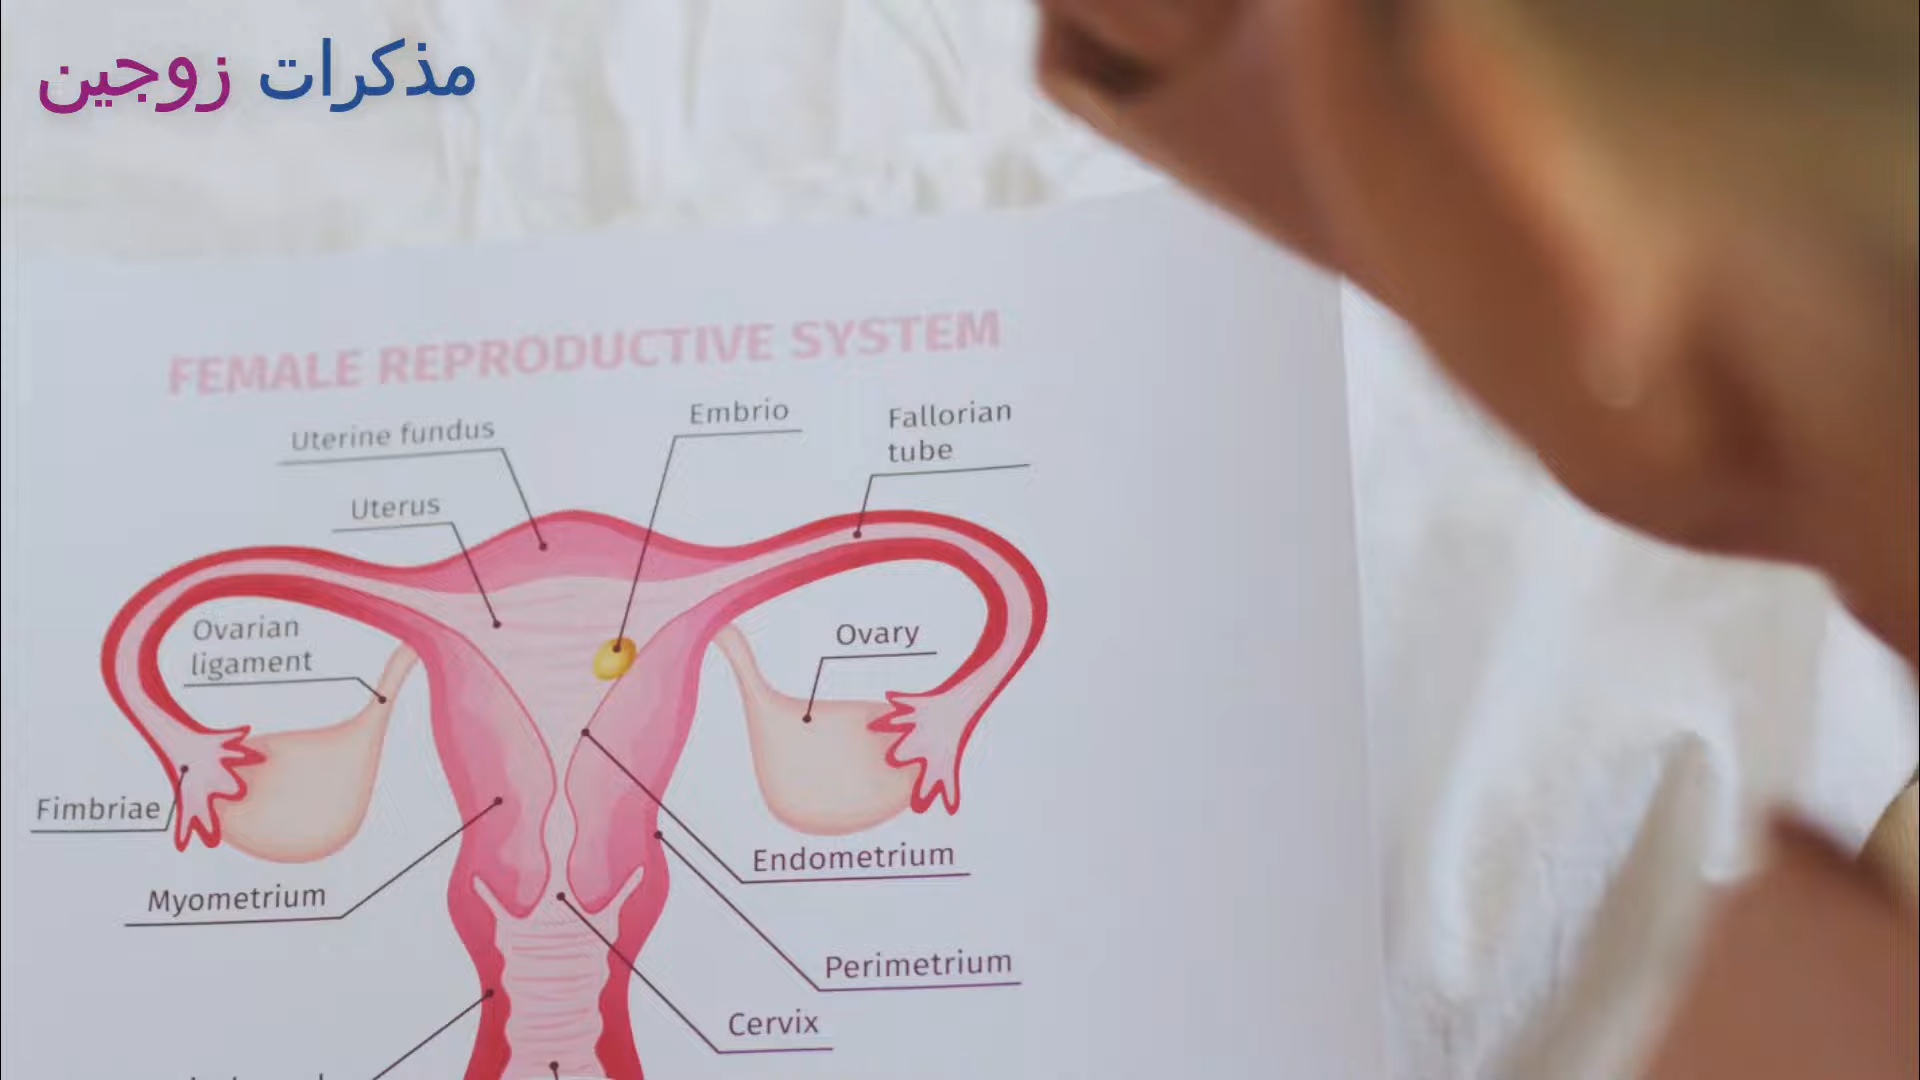 مذكرات زوجين
FEMALE REPRODUCTIVE SYSTEM
Uterine fundus
Embrio
Fallorian
tube
Uterus
Ovarian
ligament
Ovary
Fimbriae
Myometrium
Endometrium
Perimetrium
Cervix